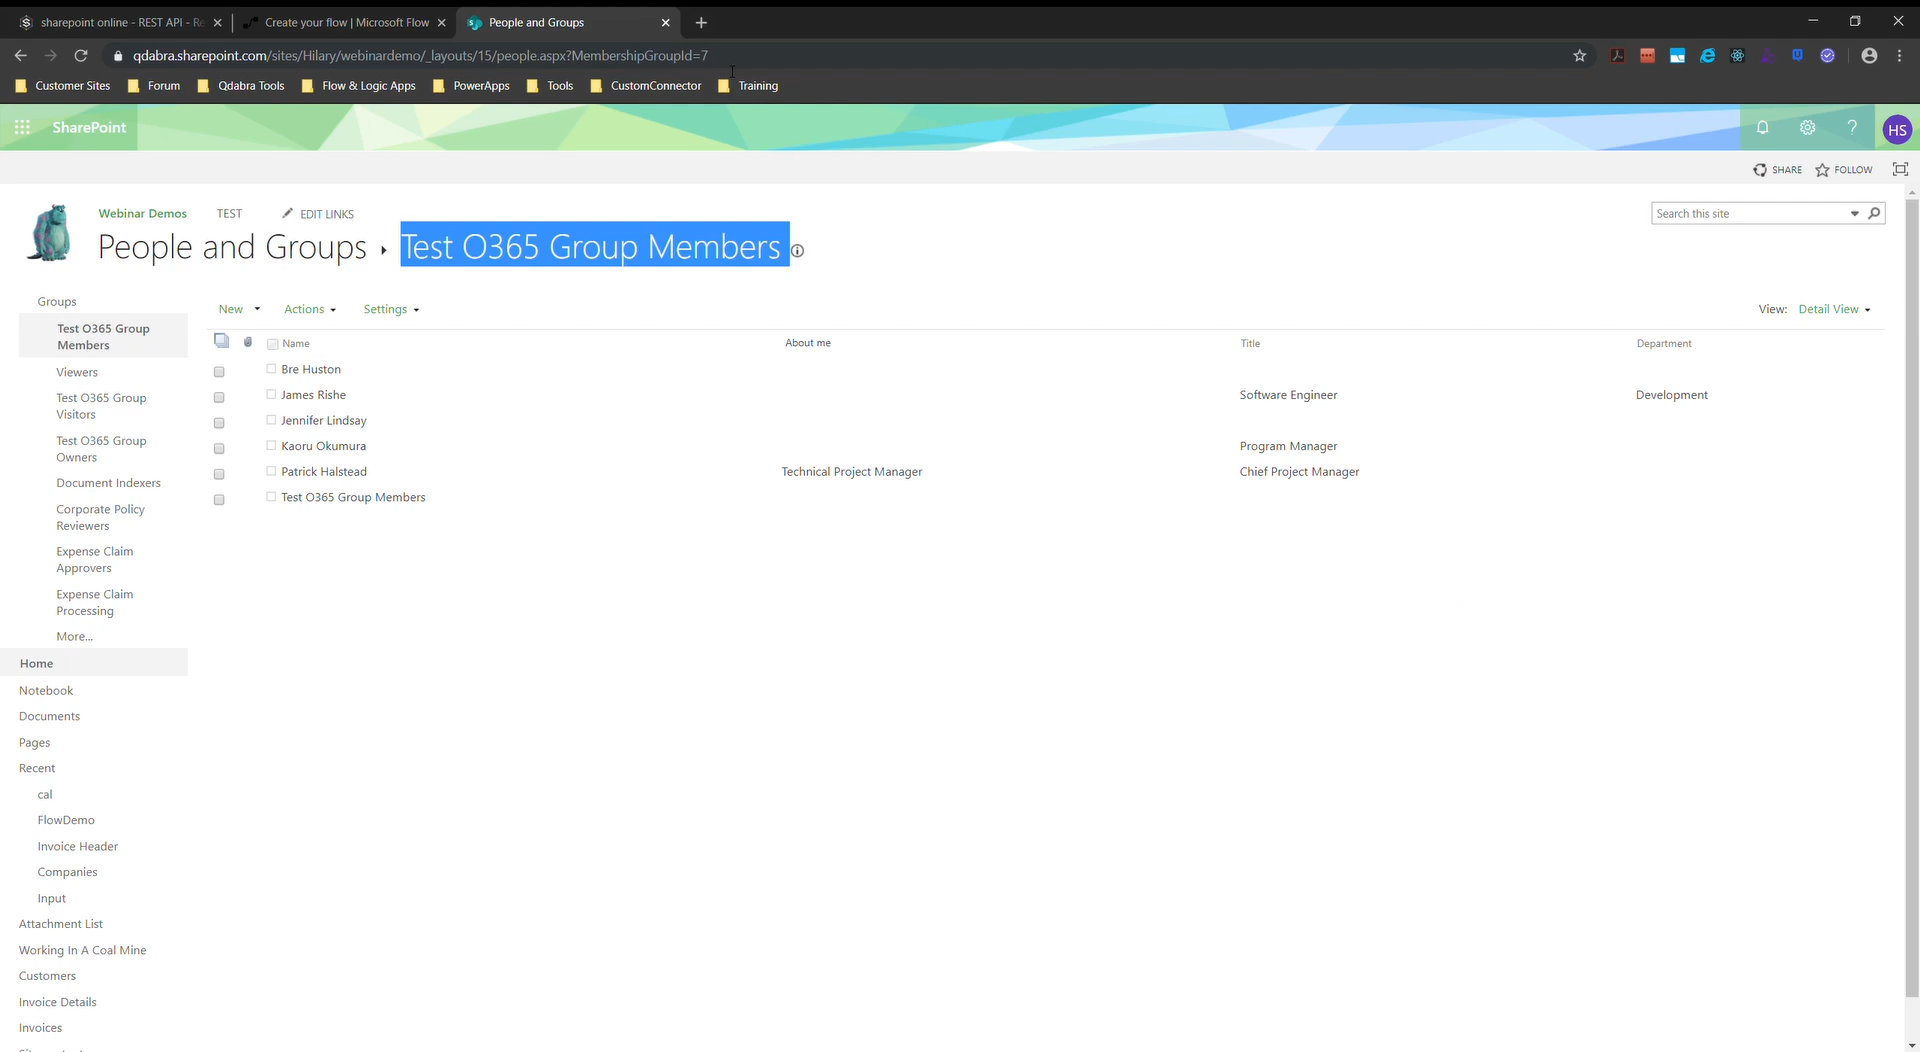 sharepoint online - REST API - Re
Create your flow | Microsoft Flow
People and Groups
qdabra.sharepoint.com/sites/Hilary/webinardemo/_layouts/15/people.aspx?MembershipGroupId=7
Customer Sites
Forum
Qdabra Tools
Flow & Logic Apps
PowerApps
Tools
CustomConnector
Training
SharePoint
?
HS
SHARE
FOLLOW
Webinar Demos
TEST
EDIT LINKS
Search this site
People and Groups
Test O365 Group Members
Groups
Test O365 Group
Members
Viewers
Test O365 Group
Visitors
Test O365 Group
Owners
Document Indexers
Corporate Policy
Reviewers
Expense Claim
Approvers
Expense Claim
Processing
More...
Home
Notebook
Documents
Pages
Recent
cal
FlowDemo
Invoice Header
Companies
Input
Attachment List
Working In A Coal Mine
Customers
Invoice Details
Invoices
New
Actions
Settings
View: Detail View
Name About me Title Department
Bre Huston
James Rishe Software Engineer Development
Jennifer Lindsay
Kaoru Okumura Program Manager
Patrick Halstead Technical Project Manager Chief Project Manager
Test O365 Group Members